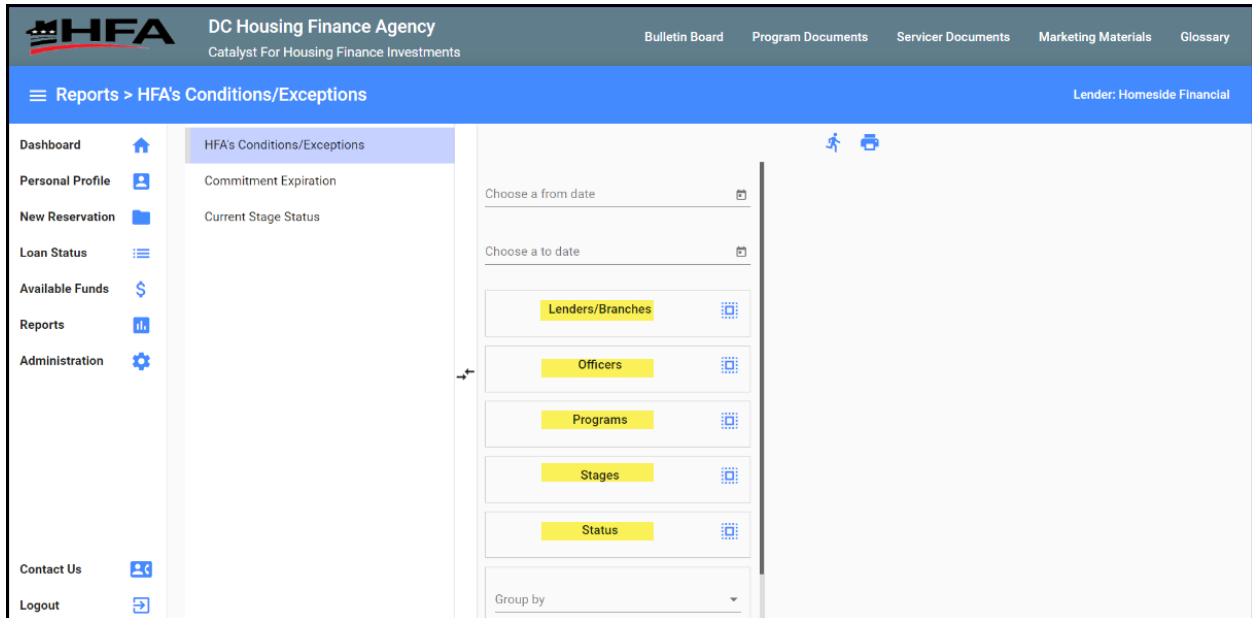 HFA
DC Housing Finance Agency
Catalyst For Housing Finance Investments
Bulletin Board
Program Documents
Servicer Documents
Marketing Materials
Glossary
Reports > HFA's Conditions/Exceptions
Lender: Homeside Financial
Dashboard
Personal Profile
New Reservation
Loan Status
Available Funds
Reports
Administration
Contact Us
Logout
HFA's Conditions/Exceptions
Commitment Expiration
Current Stage Status
Choose a from date
Choose a to date
Lenders/Branches
Officers
Programs
Stages
Status
Group by